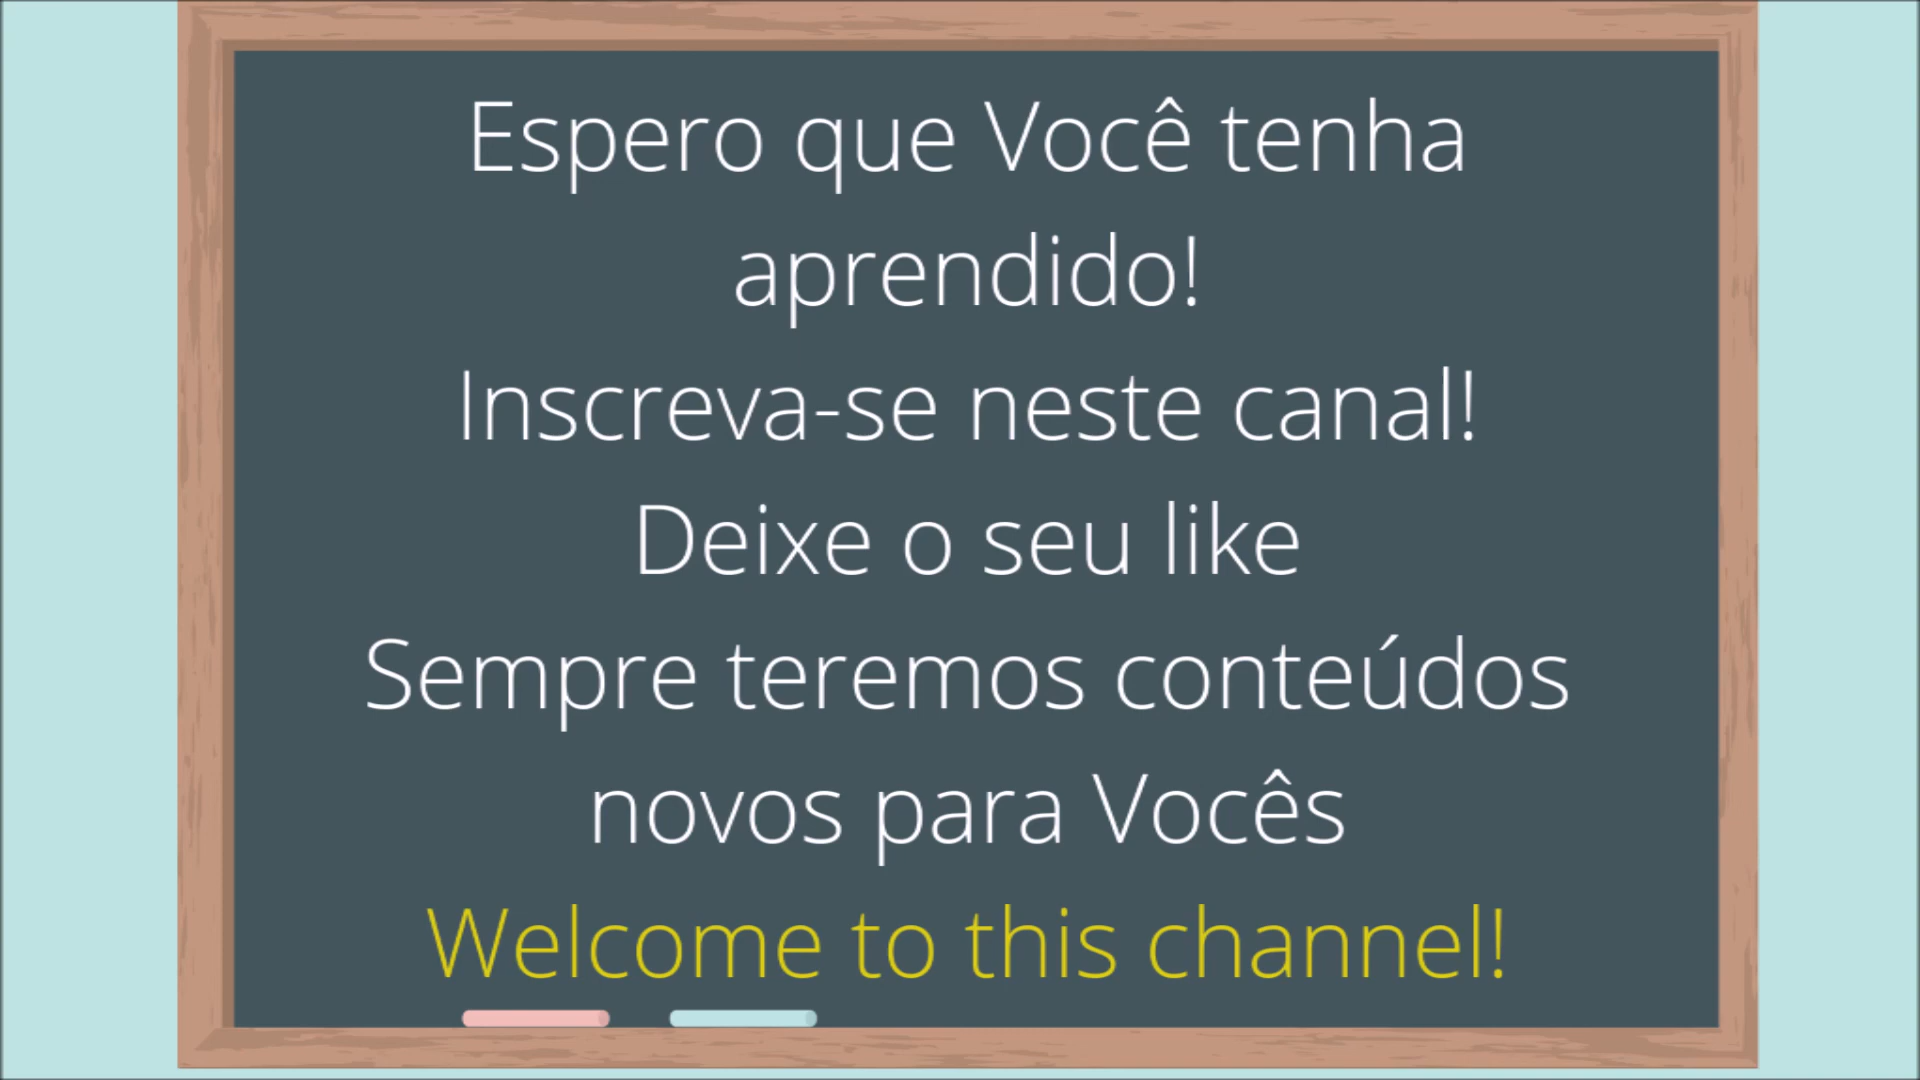 Espero que Você tenha
aprendido!
Inscreva-se neste canal!
Deixe o seu like
Sempre teremos conteúdos
novos para Vocês
Welcome to this channel!